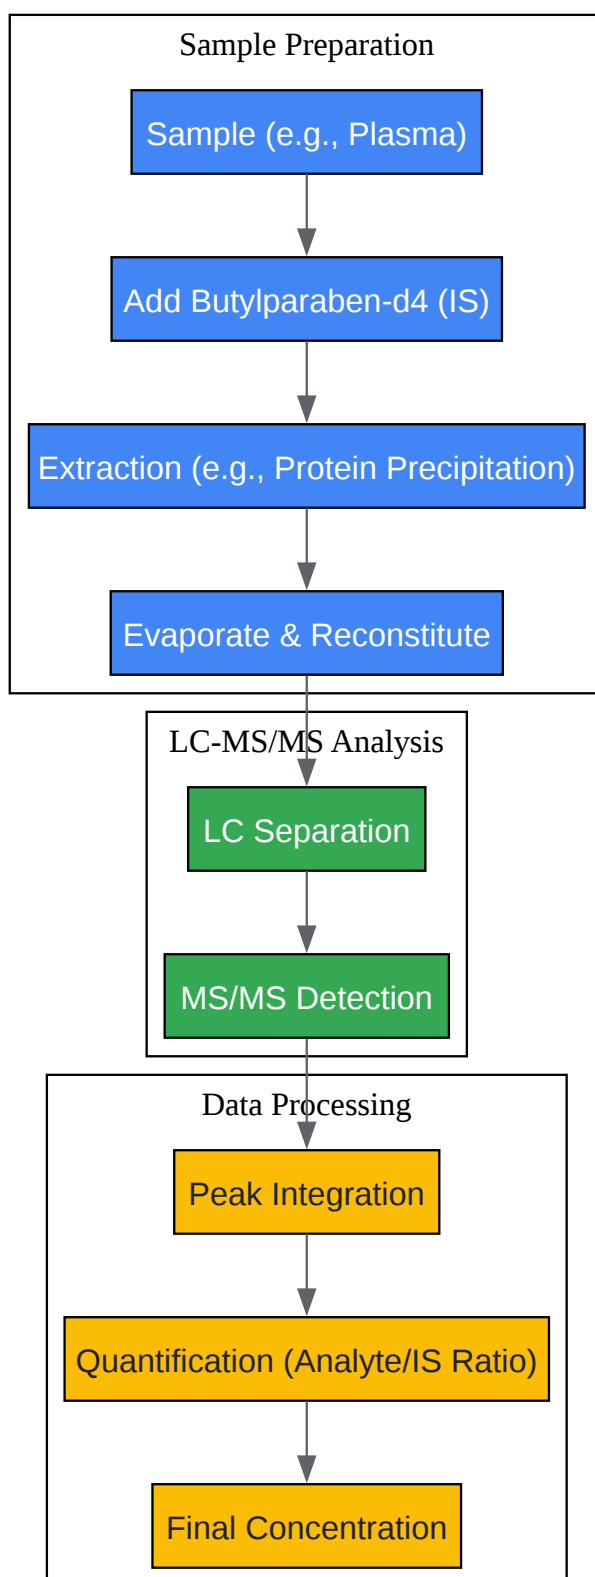 Sample Preparation
Sample (e.g., Plasma)
Add Butylparaben-d4 (IS)
Extraction (e.g., Protein Precipitation)
Evaporate & Reconstitute
LC-MS/MS Analysis
LC Separation
MS/MS Detection
Data Processing
Peak Integration
Quantification (Analyte/IS Ratio)
Final Concentration